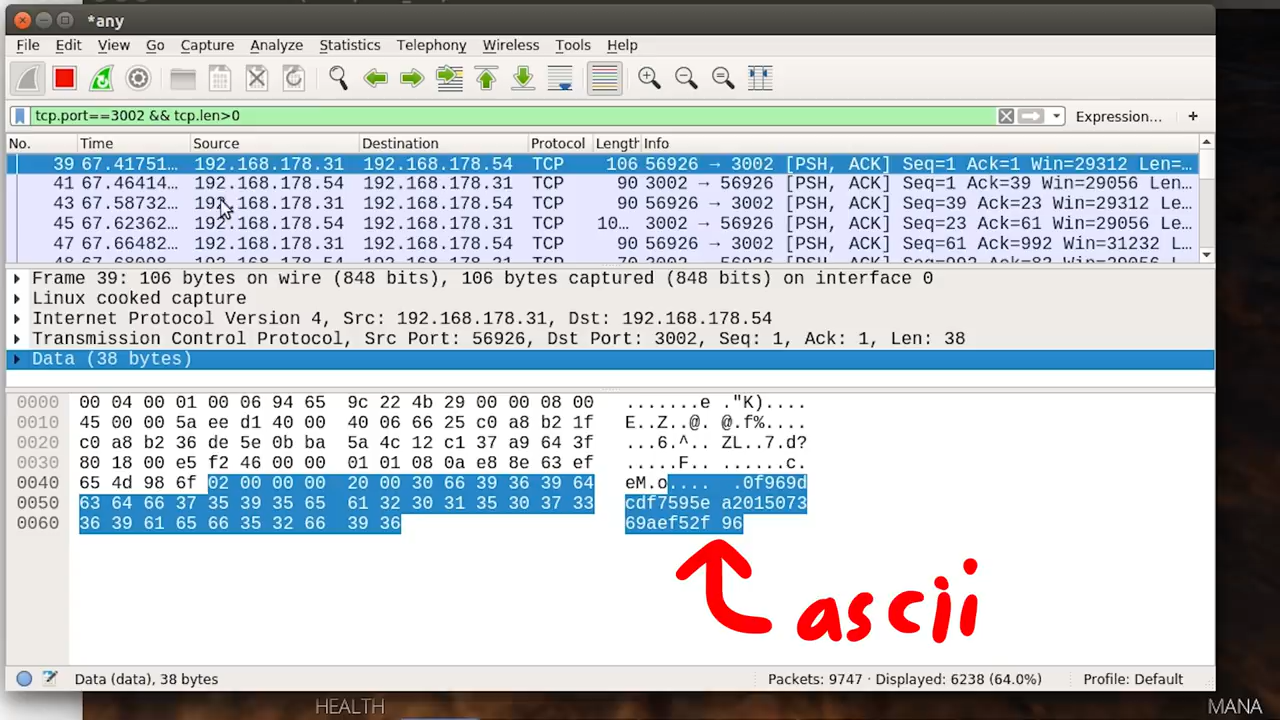 *any
File Edit View Go Capture Analyze Statistics Telephony Wireless Tools Help
tcp.port==3002 && tcp.len>0 Expression… +
No. Time Source Destination Protocol Length Info
39 67.41751… 192.168.178.31 192.168.178.54 TCP 106 56926 → 3002 [PSH, ACK] Seq=1 Ack=1 Win=29312 Len=…
41 67.46414… 192.168.178.54 192.168.178.31 TCP 90 3002 → 56926 [PSH, ACK] Seq=1 Ack=39 Win=29056 Len…
43 67.58732… 192.168.178.31 192.168.178.54 TCP 90 56926 → 3002 [PSH, ACK] Seq=39 Ack=23 Win=29312 Le…
45 67.62362… 192.168.178.54 192.168.178.31 TCP 10… 3002 → 56926 [PSH, ACK] Seq=23 Ack=61 Win=29056 Len…
47 67.66482… 192.168.178.31 192.168.178.54 TCP 90 56926 → 3002 [PSH, ACK] Seq=61 Ack=992 Win=31232 Le…
Frame 39: 106 bytes on wire (848 bits), 106 bytes captured (848 bits) on interface 0
Linux cooked capture
Internet Protocol Version 4, Src: 192.168.178.31, Dst: 192.168.178.54
Transmission Control Protocol, Src Port: 56926, Dst Port: 3002, Seq: 1, Ack: 1, Len: 38
Data (38 bytes)
0000 00 04 00 01 00 06 94 65 9c 22 4b 29 00 00 08 00 .......e ."K)....
0010 45 00 00 5a ee d1 40 00 40 06 66 25 c0 a8 b2 1f E..Z..@. @.f%....
0020 c0 a8 b2 36 de 5e 0b ba 5a 4c 12 c1 37 a9 64 3f ...6.^.. ZL..7.d?
0030 80 18 00 e5 f2 46 00 00 01 01 08 0a e8 8e 63 ef .....F.. ......c.
0040 65 4d 98 6f 02 00 00 00 20 00 30 66 39 36 39 64 eM.o.... .0f969d
0050 63 64 66 37 35 39 35 65 61 32 30 31 35 30 37 33 cdf7595e a2015073
0060 36 39 61 65 66 35 32 66 39 36 69aef52f 96
ascii
Data (data), 38 bytes Packets: 9747 · Displayed: 6238 (64.0%) Profile: Default
HEALTH MANA